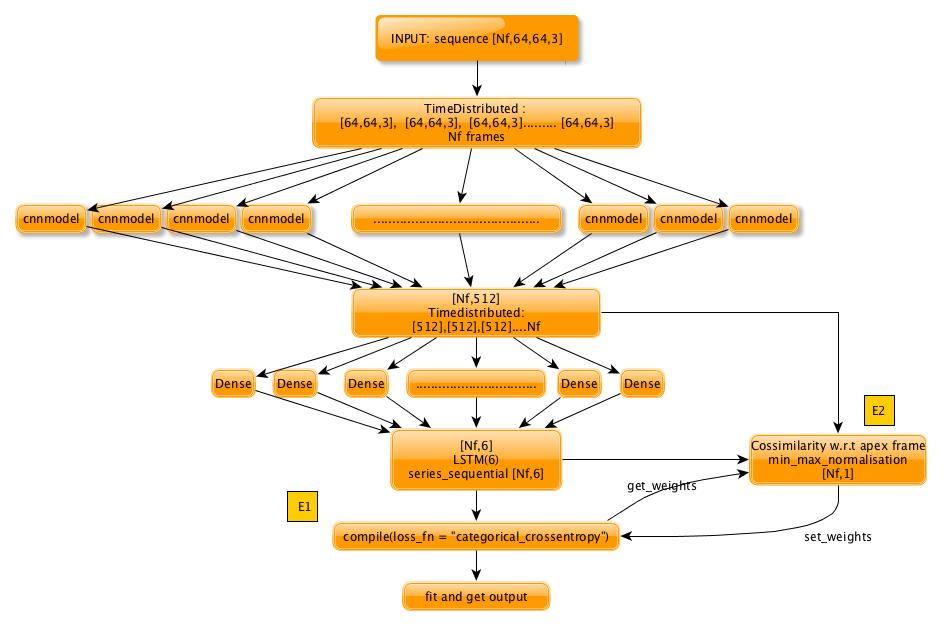 INPUT: sequence [Nf,64,64,3]
TimeDistributed :
[64,64,3], [64,64,3], [64,64,3]......... [64,64,3]
Nf frames
cnnmodel
cnnmodel
cnnmodel
cnnmodel
............................................
cnnmodel
cnnmodel
cnnmodel
[Nf,512]
Timedistributed:
[512],[512],[512]....Nf
Dense
Dense
Dense
................................
Dense
Dense
E2
[Nf,6]
LSTM(6)
series_sequential [Nf,6]
Cossimilarity w.r.t apex frame
min_max_normalisation
[Nf,1]
get_weights
E1
compile(loss_fn = "categorical_crossentropy")
set_weights
fit and get output